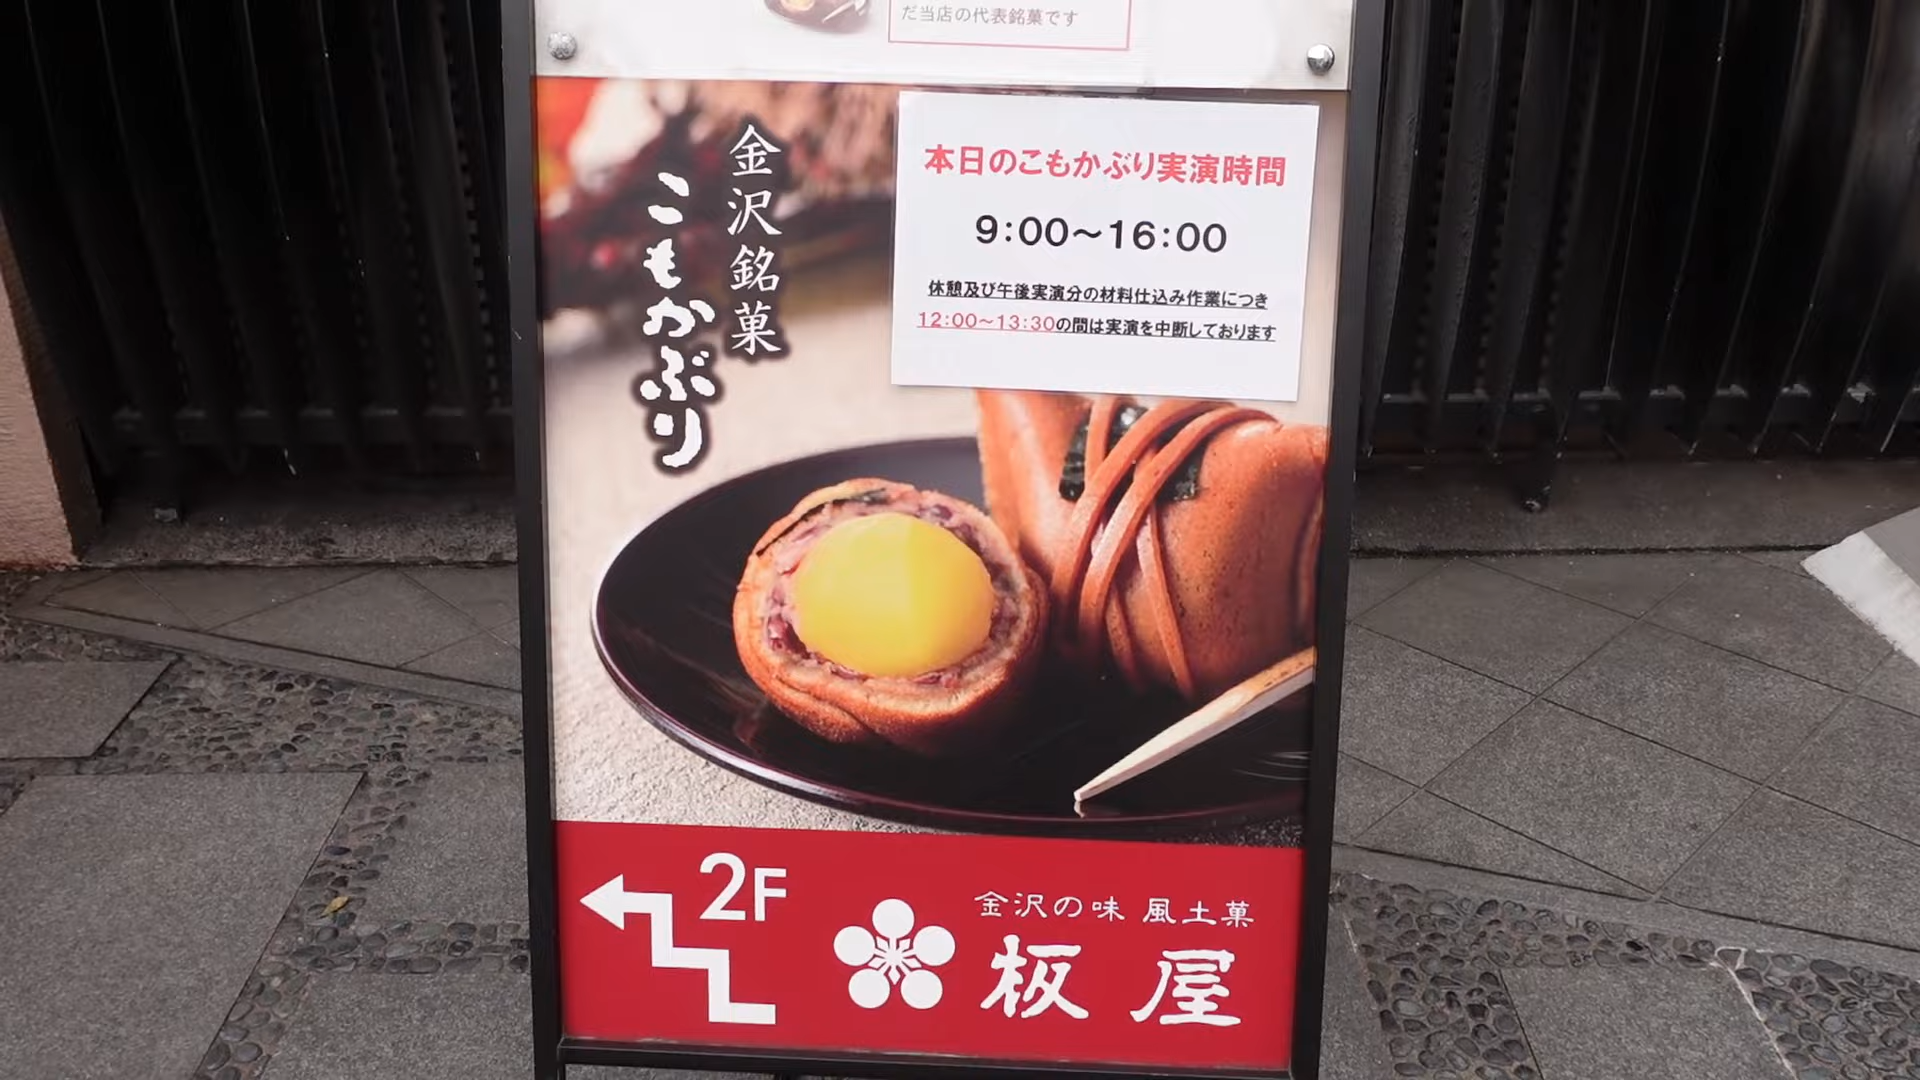 だ当店の代表銘菓です
金沢銘菓
こもかぶり
本日のこもかぶり実演時間
9:00～16:00
休憩及び午後実演分の材料仕込み作業につき
12:00～13:30の間は実演を中断しております
2F
金沢の味 風土菓
板屋